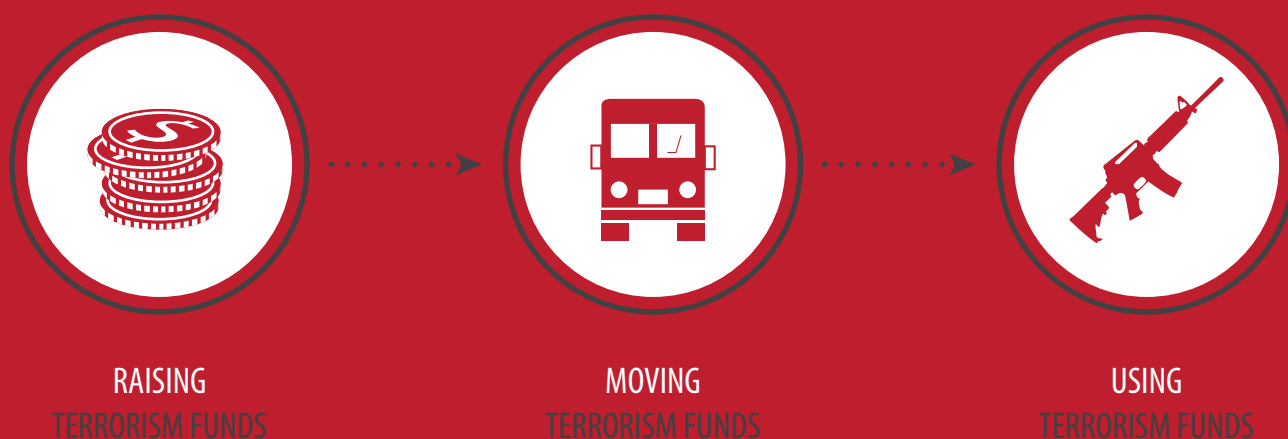 RAISING
TERRORISM FUNDS
MOVING
TERRORISM FUNDS
USING
TERRORISM FUNDS